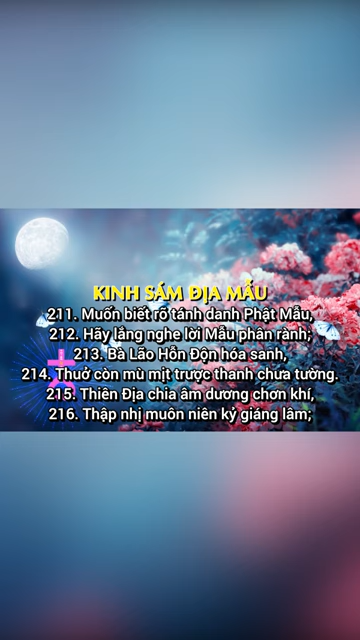 KINH SÁM ĐỊA MẪU
211. Muốn biết rõ tánh danh Phật Mẫu,
212. Hãy lắng nghe lời Mẫu phân rành;
213. Bà Lão Hỗn Độn hóa sanh,
214. Thuở còn mù mịt trược thanh chưa tường.
215. Thiên Địa chia âm dương chơn khí,
216. Thập nhị muôn niên kỷ giáng lâm;